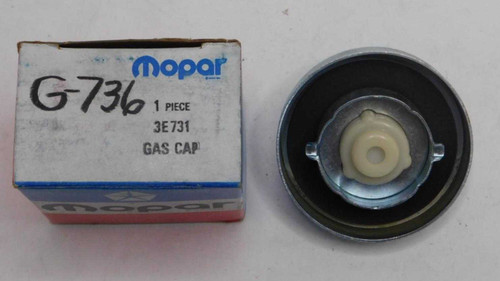 Mopar
G-736
1 PIECE
3E731
GAS CAP
Mopar